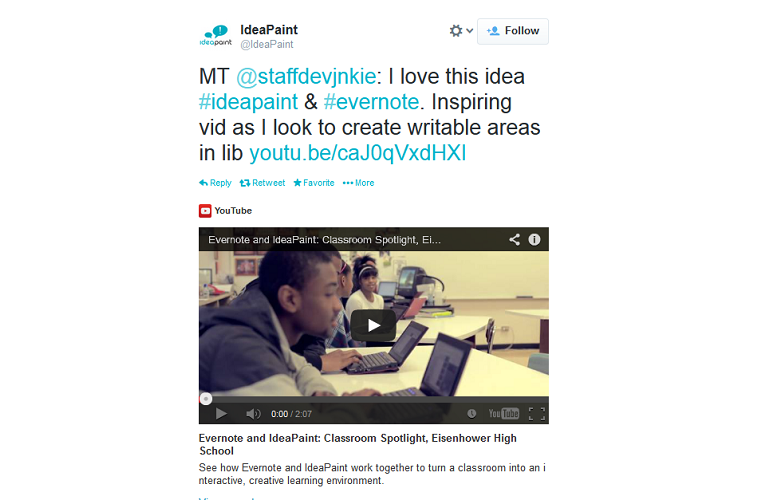 ideapaint
IdeaPaint
@IdeaPaint
Follow
MT @staffdevjnkie: I love this idea
#ideapaint & #evernote. Inspiring
vid as I look to create writable areas
in lib youtu.be/caJ0qVxdHXI
Reply Retweet Favorite More
YouTube
Evernote and IdeaPaint: Classroom Spotlight, Ei...
0:00 / 2:07
YouTube
Evernote and IdeaPaint: Classroom Spotlight, Eisenhower High
School
See how Evernote and IdeaPaint work together to turn a classroom into an i
nteractive, creative learning environment.